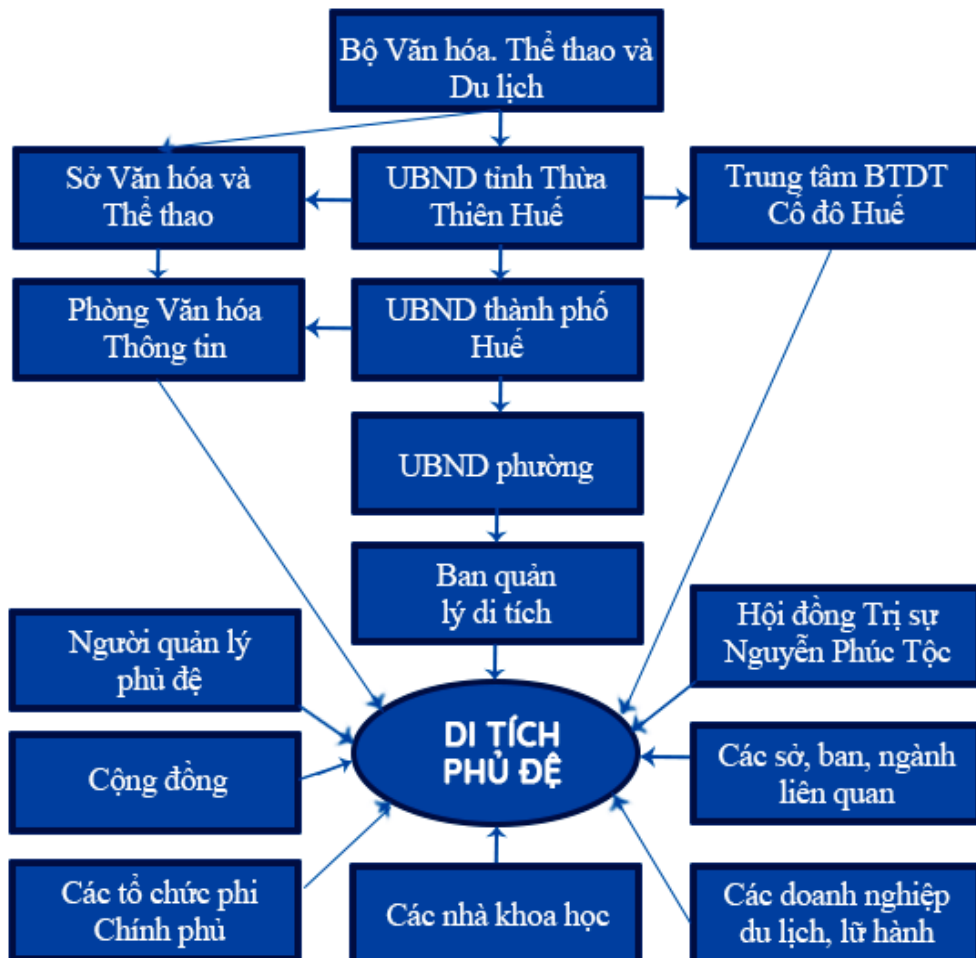 Bộ Văn hóa. Thể thao và
Du lịch
Sở Văn hóa và
Thể thao
UBND tỉnh Thừa
Thiên Huế
Trung tâm BTDT
Cố đô Huế
Phòng Văn hóa
Thông tin
UBND thành phố
Huế
UBND phường
Ban quản
lý di tích
Người quản lý
phủ đệ
Hội đồng Trị sự
Nguyễn Phúc Tộc
DI TÍCH
PHỦ ĐỆ
Cộng đồng
Các sở, ban, ngành
liên quan
Các tổ chức phi
Chính phủ
Các nhà khoa học
Các doanh nghiệp
du lịch, lữ hành